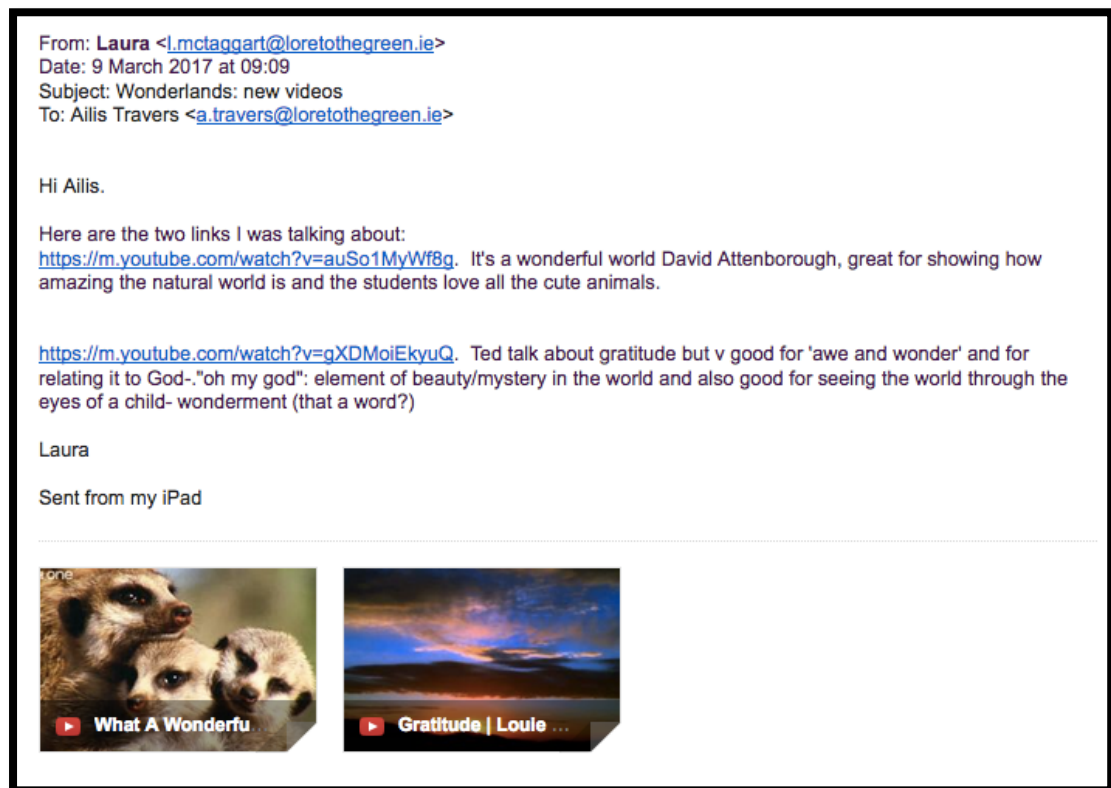 From: Laura <l.mctaggart@loretothegreen.ie>
Date: 9 March 2017 at 09:09
Subject: Wonderlands: new videos
To: Ailis Travers <a.travers@loretothegreen.ie>
Hi Ailis.
Here are the two links I was talking about:
https://m.youtube.com/watch?v=auSo1MyWf8g.  It's a wonderful world David Attenborough, great for showing how
amazing the natural world is and the students love all the cute animals.
https://m.youtube.com/watch?v=gXDMoiEkyuQ.  Ted talk about gratitude but v good for 'awe and wonder' and for
relating it to God-."oh my god": element of beauty/mystery in the world and also good for seeing the world through the
eyes of a child- wonderment (that a word?)
Laura
Sent from my iPad
one
What A Wonderfu...
Gratitude | Louie ...